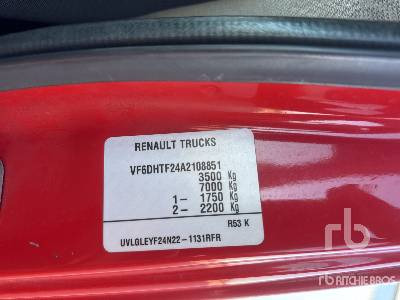 RENAULT TRUCKS
VF6DHTF24A2108851
3500 Kg
7000 Kg
1- 1750 Kg
2- 2200 Kg
R53 K
UVLGLEYF24N22-1131RFR
rb
RITCHIE BROS